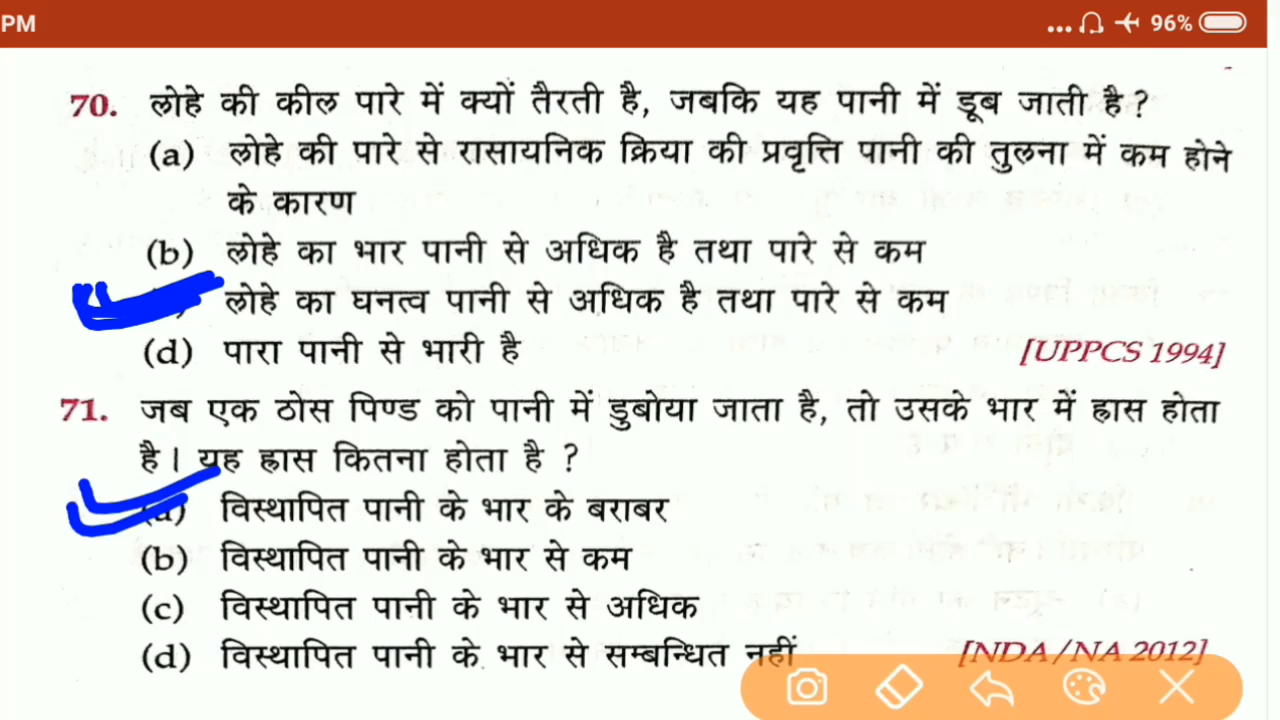 PM
... 96%
70. लोहे की कील पारे में क्यों तैरती है, जबकि यह पानी में डूब जाती है?
(a) लोहे की पारे से रासायनिक क्रिया की प्रवृत्ति पानी की तुलना में कम होने
के कारण
(b) लोहे का भार पानी से अधिक है तथा पारे से कम
लोहे का घनत्व पानी से अधिक है तथा पारे से कम
(d) पारा पानी से भारी है [UPPCS 1994]
71. जब एक ठोस पिण्ड को पानी में डुबोया जाता है, तो उसके भार में ह्रास होता
है। यह ह्रास कितना होता है ?
(a) विस्थापित पानी के भार के बराबर
(b) विस्थापित पानी के भार से कम
(c) विस्थापित पानी के भार से अधिक
(d) विस्थापित पानी के भार से सम्बन्धित नहीं [NDA/NA 2012]